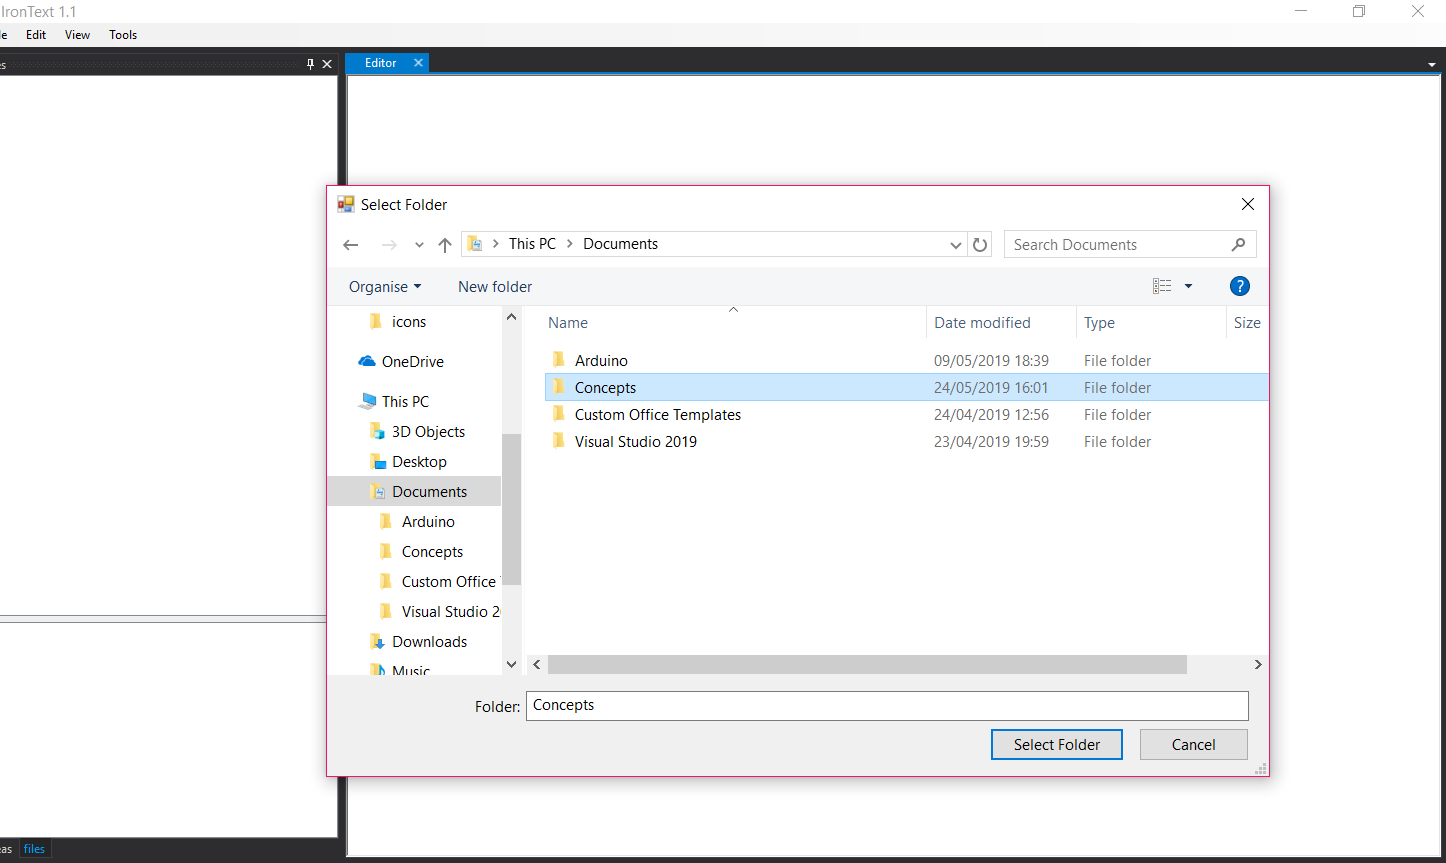 IronText 1.1
Edit View Tools
Editor
Select Folder
This PC Documents
Search Documents
Organise New folder
?
icons
OneDrive
This PC
3D Objects
Desktop
Documents
Arduino
Concepts
Custom Office
Visual Studio 2
Downloads
Music
Name Date modified Type Size
Arduino 09/05/2019 18:39 File folder
Concepts 24/05/2019 16:01 File folder
Custom Office Templates 24/04/2019 12:56 File folder
Visual Studio 2019 23/04/2019 19:59 File folder
Folder: Concepts
Select Folder Cancel
files